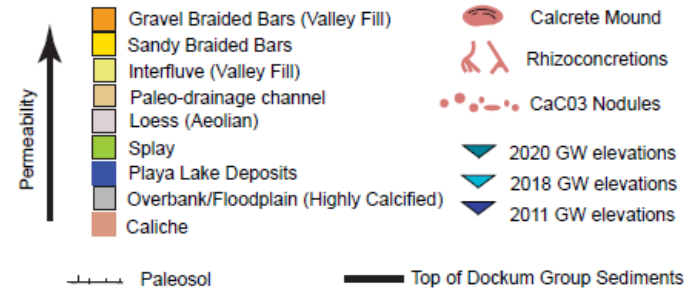 Permeability
Gravel Braided Bars (Valley Fill)
Sandy Braided Bars
Interfluve (Valley Fill)
Paleo-drainage channel
Loess (Aeolian)
Splay
Playa Lake Deposits
Overbank/Floodplain (Highly Calcified)
Caliche
Calcrete Mound
Rhizoconcretions
CaC03 Nodules
2020 GW elevations
2018 GW elevations
2011 GW elevations
Paleosol
Top of Dockum Group Sediments